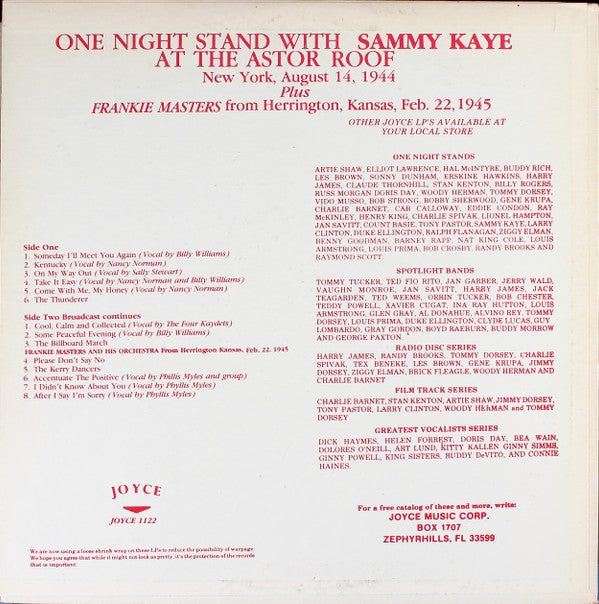 ONE NIGHT STAND WITH SAMMY KAYE
AT THE ASTOR ROOF
New York, August 14, 1944
Plus
FRANKIE MASTERS from Herrington, Kansas, Feb. 22, 1945
OTHER JOYCE LP'S AVAILABLE AT
YOUR LOCAL STORE
Side One
1. Someday I'll Meet You Again (Vocal by Billy Williams)
2. Kentucky (Vocal by Nancy Norman)
3. On My Way Out (Vocal by Sally Stewart)
4. Take It Easy (Vocal by Nancy Norman and Billy Williams)
5. Come With Me, My Honey (Vocal by Nancy Norman)
6. The Thunderer
Side Two Broadcast continues
1. Cool, Calm and Collected (Vocal by The Four Kaydets)
2. Some Peaceful Evening (Vocal by Billy Williams)
3. The Billboard March
FRANKIE MASTERS AND HIS ORCHESTRA From Herrington Kansas, Feb. 22, 1945
4. Please Don't Say No
5. The Kerry Dancers
6. Accentuate The Positive (Vocal by Phillis Myles and group)
7. I Didn't Know About You (Vocal by Phyllis Myles)
8. After I Say I'm Sorry (Vocal by Phyllis Myles)
ONE NIGHT STANDS
ARTIE SHAW, ELLIOT LAWRENCE, HAL McINTYRE, BUDDY RICH,
LES BROWN, SONNY DUNHAM, ERSKINE HAWKINS, HARRY
JAMES, CLAUDE THORNHILL, STAN KENTON, BILLY ROGERS,
RUSS MORGAN DORIS DAY, WOODY HERMAN, TOMMY DORSEY,
VIDO MUSSO, BOB STRONG, BOBBY SHERWOOD, GENE KRUPA,
CHARLIE BARNET, CAB CALLOWAY, EDDIE CONDON, RAY
McKINLEY, HENRY KING, CHARLIE SPIVAK, LIONEL HAMPTON,
JAN SAVITT, COUNT BASIE, TONY PASTOR, SAMMY KAYE, LARRY
CLINTON, DUKE ELLINGTON, RALPH FLANAGAN, ZIGGY ELMAN,
BENNY GOODMAN, BARNEY RAPP, NAT KING COLE, LOUIS
ARMSTRONG, LOUIS PRIMA, BOB CROSBY, RANDY BROOKS AND
RAYMOND SCOTT
SPOTLIGHT BANDS
TOMMY TUCKER, TED FIO RITO, JAN GARBER, JERRY WALD,
VAUGHN MONROE, JAN SAVITT, HARRY JAMES, JACK
TEAGARDEN, TED WEEMS, ORRIN TUCKER, BOB CHESTER,
TEDDY POWELL, XAVIER CUGAT, INA RAY HUTTON, LOUIS
ARMSTRONG, GLEN GRAY, AL DONAHUE, ALVINO REY, TOMMY
DORSEY, LOUIS PRIMA, DUKE ELLINGTON, CLYDE LUCAS, GUY
LOMBARDO, GRAY GORDON, BOYD RAEBURN, BUDDY MORROW
AND GEORGE PAXTON
RADIO DISC SERIES
HARRY JAMES, RANDY BROOKS, TOMMY DORSEY, CHARLIE
SPIVAK, TEX BENEKE, LES BROWN, GENE KRUPA, JIMMY
DORSEY, ZIGGY ELMAN, BRICK FLEAGLE, WOODY HERMAN AND
CHARLIE BARNET
FILM TRACK SERIES
CHARLIE BARNET, STAN KENTON, ARTIE SHAW, JIMMY DORSEY,
TONY PASTOR, LARRY CLINTON, WOODY HERMAN and TOMMY
DORSEY
GREATEST VOCALISTS SERIES
DICK HAYMES, HELEN FORREST, DORIS DAY, BEA WAIN,
DOLORES O'NEILL, ART LUND, KITTY KALLEN GINNY SIMMS,
GINNY POWELL, KING SISTERS, BUDDY DeVITO, AND CONNIE
HAINES.
JOYCE
JOYCE 1122
For a free catalog of these and more, write:
JOYCE MUSIC CORP.
BOX 1707
ZEPHYRHILLS, FL 33599
We are now using a loose shrink wrap on these LP's to reduce the possibility of warpage.
We hope you agree that while it might not look as pretty, it's the protection of the records
that is important.